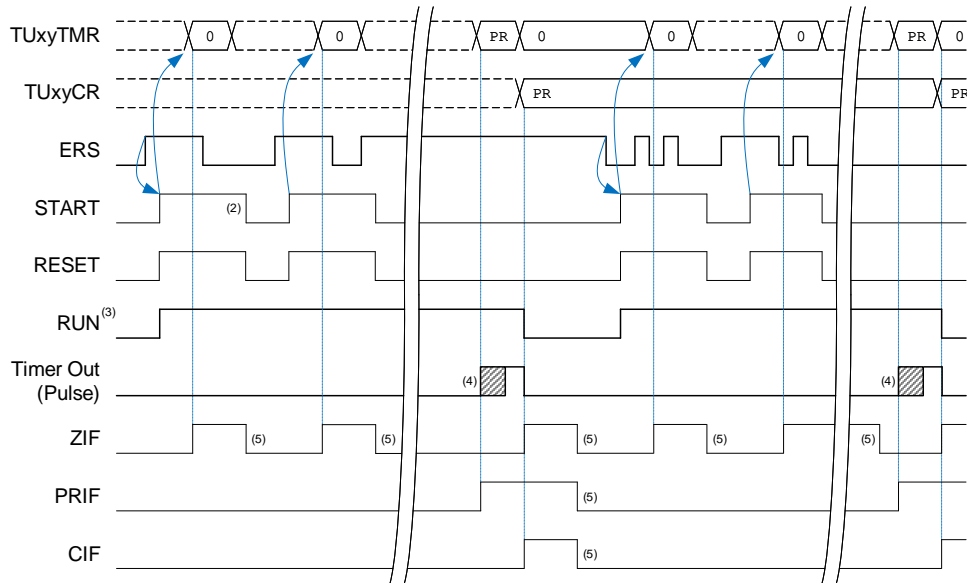 TUxyTMR 0 0 PR 0 0 0 PR 0
TUxyCR PR PR
ERS
START (2)
RESET
RUN(3)
Timer Out (4) (4)
(Pulse)
ZIF (5) (5) (5) (5) (5)
PRIF (5)
CIF (5)